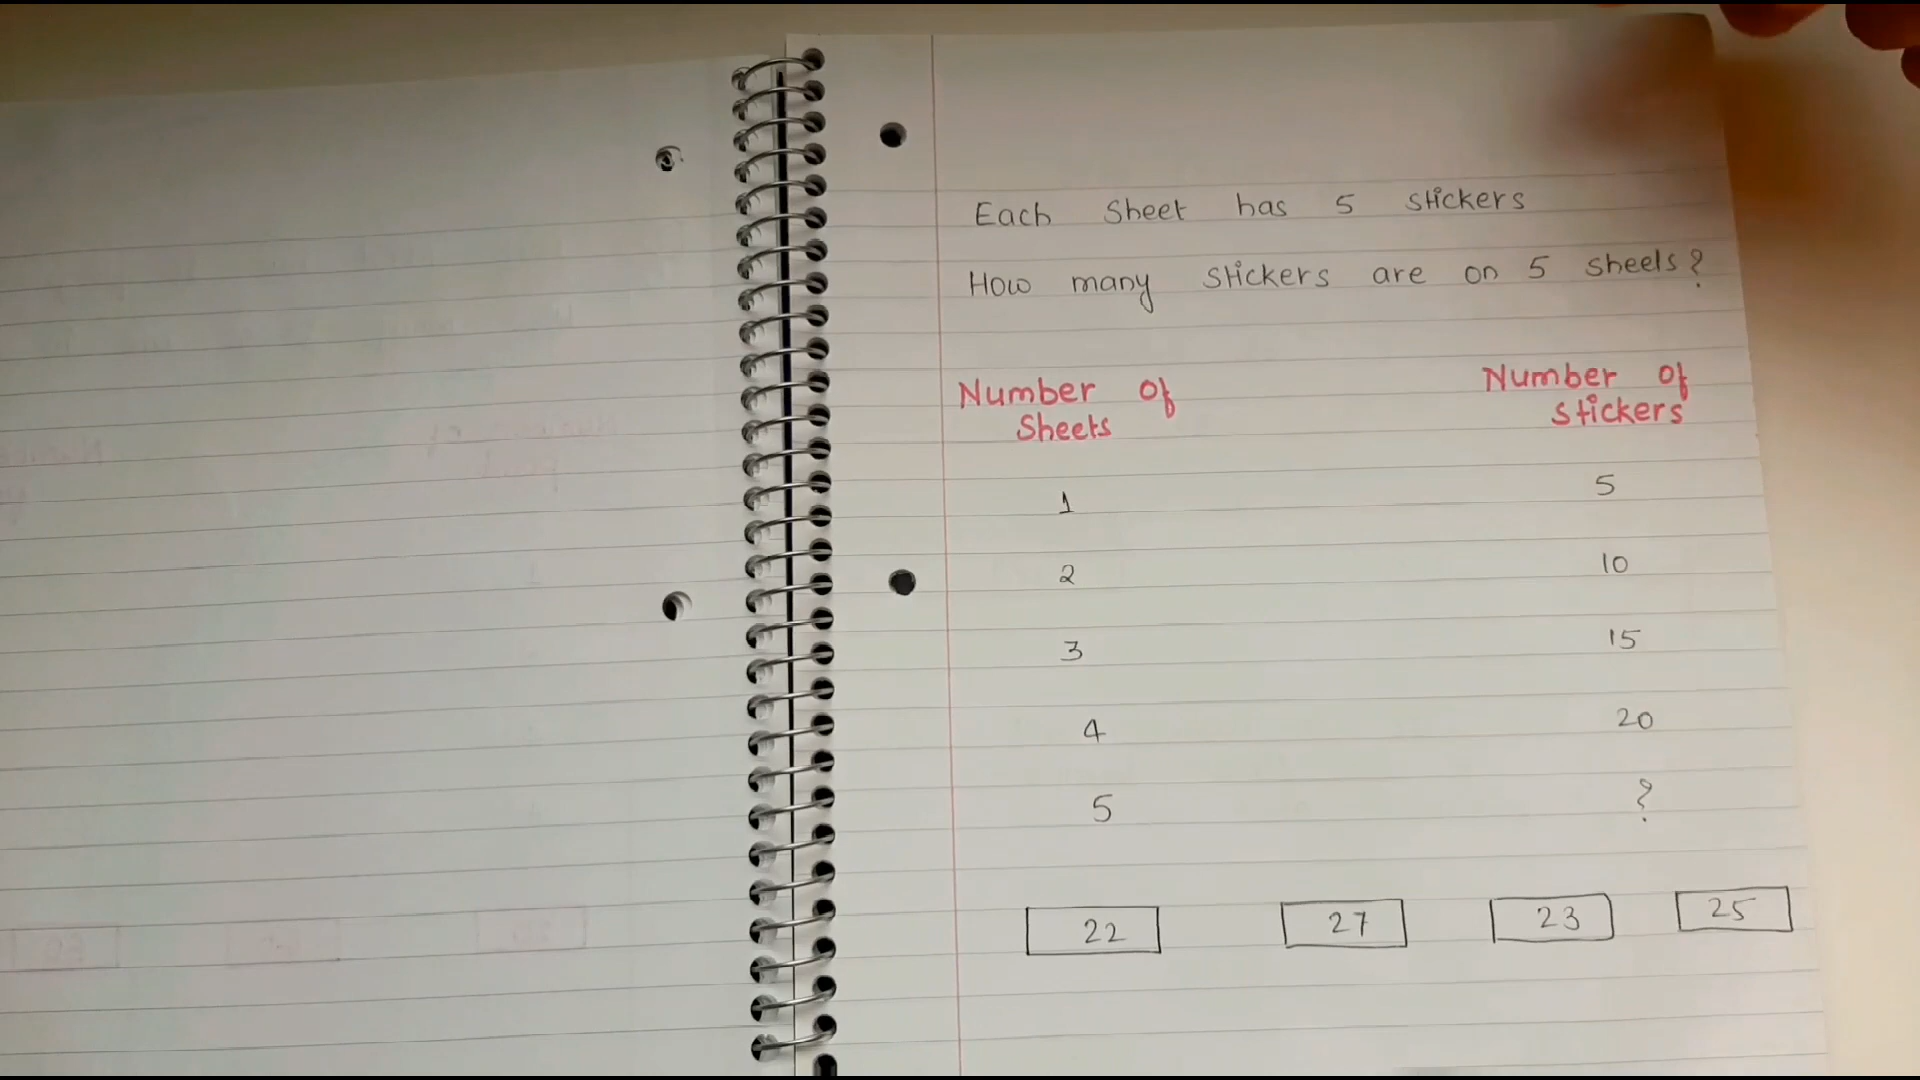 Each Sheet has 5 stickers
How many stickers are on 5 sheets?
Number of Sheets
Number of Stickers
1 5
2 10
3 15
4 20
5 ?
22 27 23 25